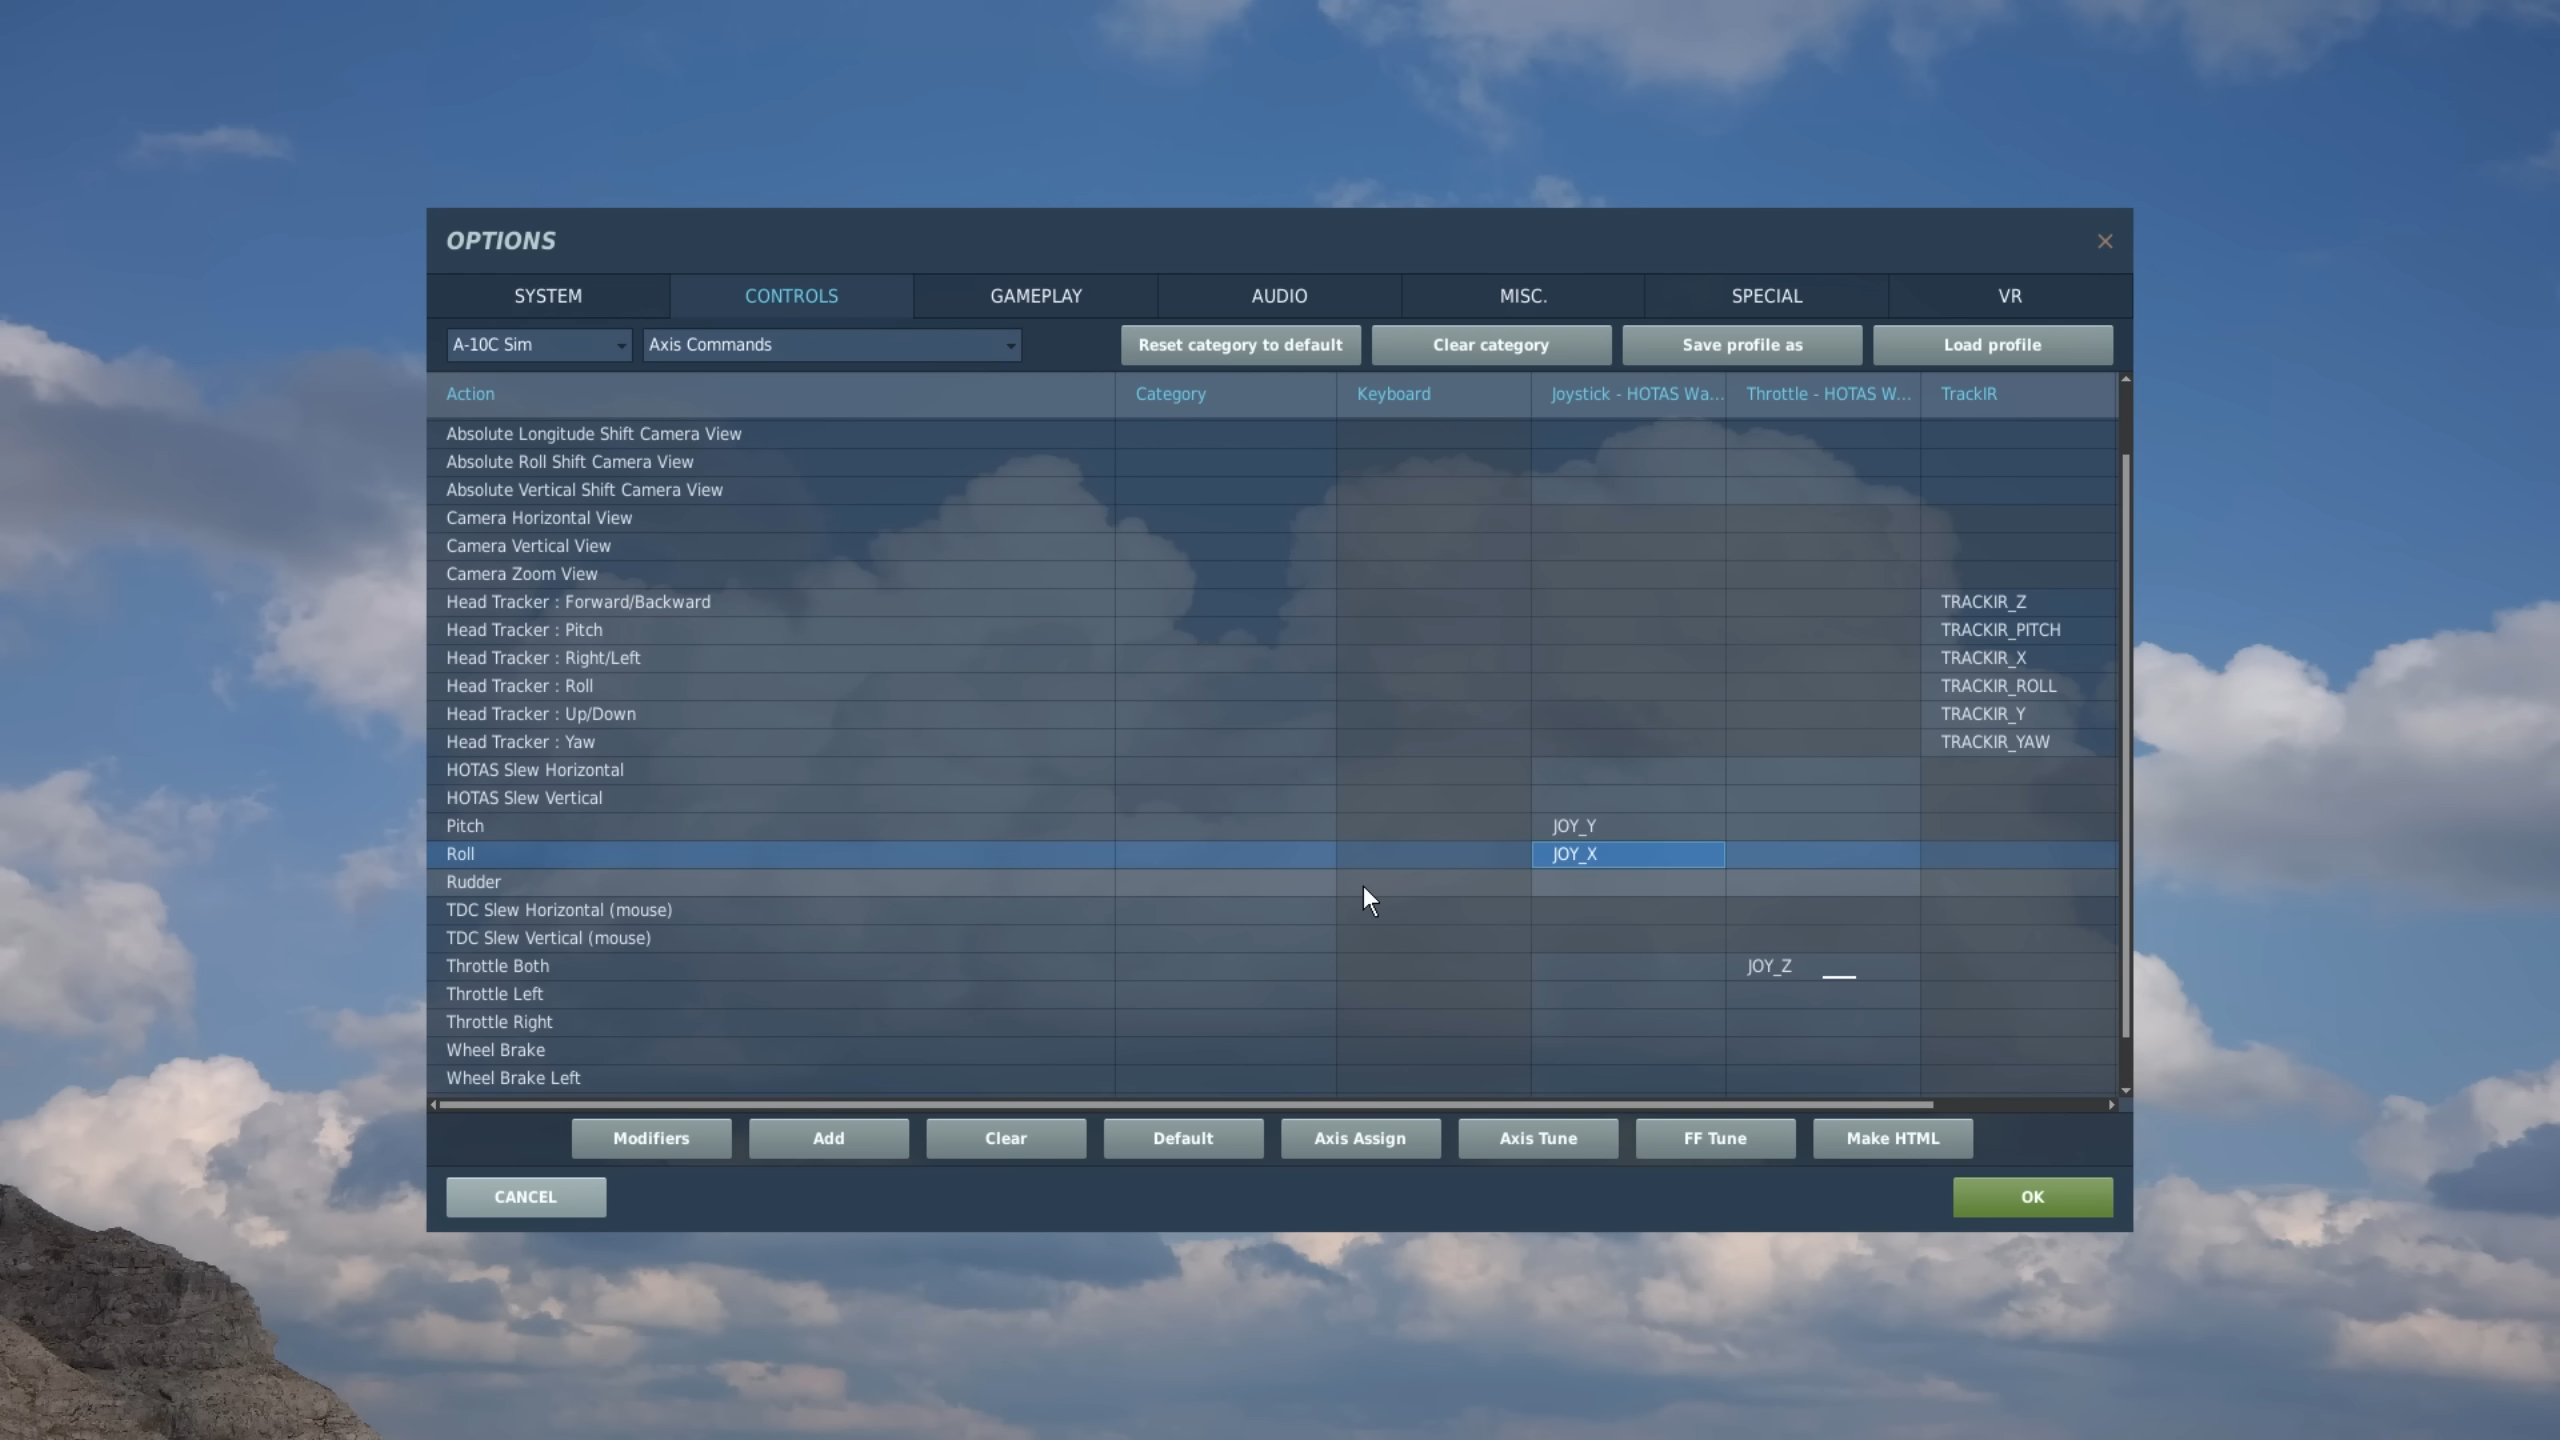 OPTIONS
SYSTEM CONTROLS GAMEPLAY AUDIO MISC. SPECIAL VR
A-10C Sim Axis Commands Reset category to default Clear category Save profile as Load profile
Action Category Keyboard Joystick - HOTAS Wa... Throttle - HOTAS W... TrackIR
Absolute Longitude Shift Camera View
Absolute Roll Shift Camera View
Absolute Vertical Shift Camera View
Camera Horizontal View
Camera Vertical View
Camera Zoom View
Head Tracker : Forward/Backward TRACKIR_Z
Head Tracker : Pitch TRACKIR_PITCH
Head Tracker : Right/Left TRACKIR_X
Head Tracker : Roll TRACKIR_ROLL
Head Tracker : Up/Down TRACKIR_Y
Head Tracker : Yaw TRACKIR_YAW
HOTAS Slew Horizontal
HOTAS Slew Vertical
Pitch JOY_Y
Roll JOY_X
Rudder
TDC Slew Horizontal (mouse)
TDC Slew Vertical (mouse)
Throttle Both JOY_Z
Throttle Left
Throttle Right
Wheel Brake
Wheel Brake Left
Modifiers Add Clear Default Axis Assign Axis Tune FF Tune Make HTML
CANCEL OK